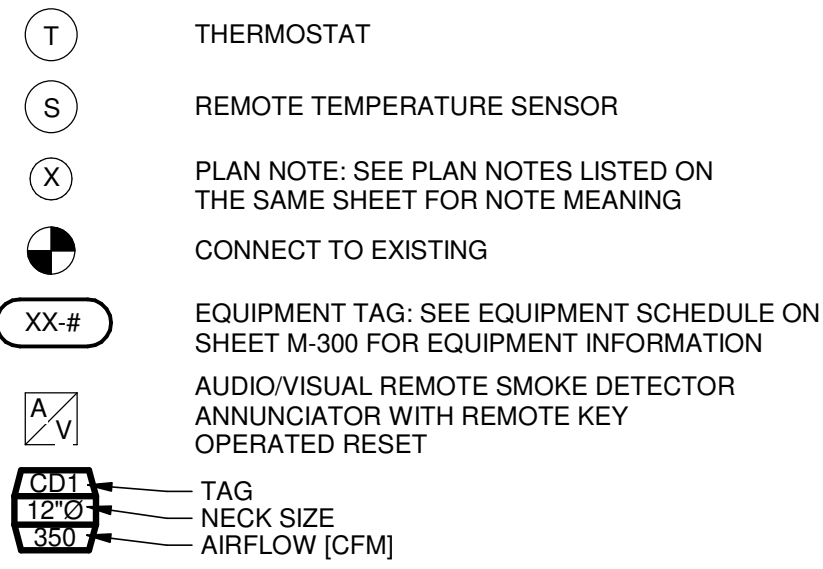 T THERMOSTAT
S REMOTE TEMPERATURE SENSOR
X PLAN NOTE: SEE PLAN NOTES LISTED ON
THE SAME SHEET FOR NOTE MEANING
CONNECT TO EXISTING
XX-# EQUIPMENT TAG: SEE EQUIPMENT SCHEDULE ON
SHEET M-300 FOR EQUIPMENT INFORMATION
AUDIO/VISUAL REMOTE SMOKE DETECTOR
A/V ANNUNCIATOR WITH REMOTE KEY
OPERATED RESET
CD1 TAG
12"Ø NECK SIZE
350 AIRFLOW [CFM]